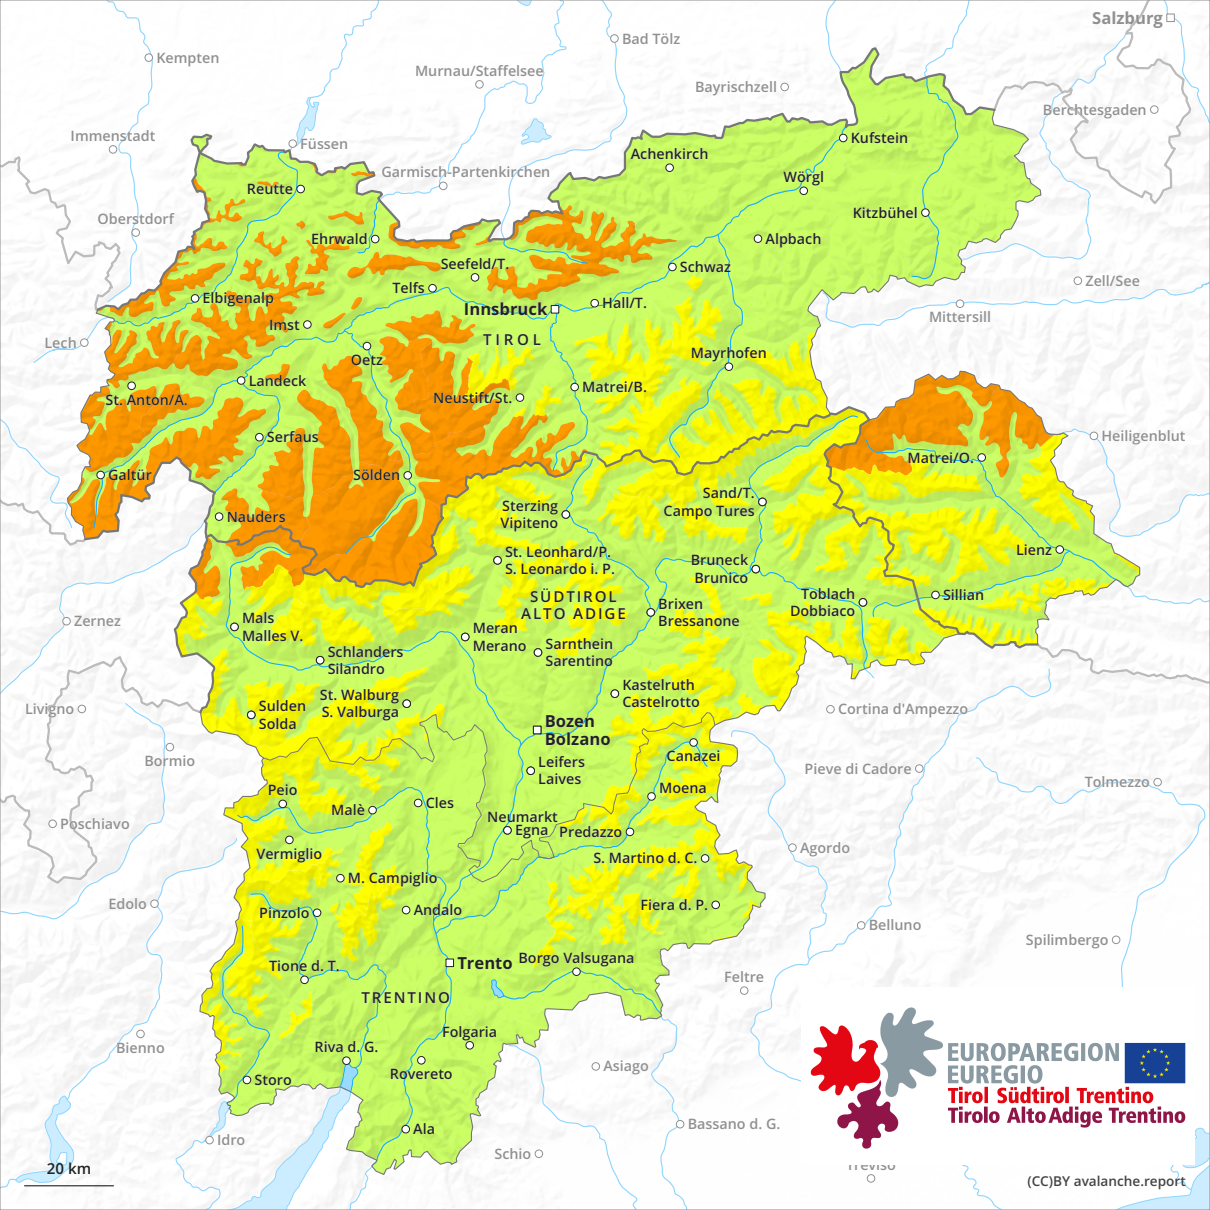 Salzburg
Bad Tölz
Kempten
Murnau/Staffelsee
Bayrischzell
Berchtesgaden
Immenstadt
Füssen
Kufstein
Achenkirch
Garmisch-Partenkirchen
Wörgl
Reutte
Oberstdorf
Kitzbühel
Ehrwald
Alpbach
Seefeld/T.
Schwaz
Zell/See
Telfs
Elbigenalp
Hall/T.
Innsbruck
Mittersill
Imst
TIROL
Lech
Oetz
Mayrhofen
Landeck
Matrei/B.
St. Anton/A.
Neustift/St.
Serfaus
Heiligenblut
Matrei/O.
Galtür
Sölden
Sand/T.
Campo Tures
Sterzing
Vipiteno
Nauders
Lienz
St. Leonhard/P.
S. Leonardo i. P.
Bruneck
Brunico
SÜDTIROL
ALTO ADIGE
Toblach
Dobbiaco
Sillian
Brixen
Bressanone
Zernez
Mals
Malles V.
Meran
Merano
Sarnthein
Sarentino
Schlanders
Silandro
Kastelruth
Castelrotto
St. Walburg
S. Valburga
Livigno
Sulden
Solda
Cortina d'Ampezzo
Bozen
Bolzano
Bormio
Canazei
Leifers
Laives
Pieve di Cadore
Tolmezzo
Peio
Moena
Malè
Cles
Neumarkt
Egna
Poschiavo
Predazzo
Vermiglio
Agordo
S. Martino d. C.
M. Campiglio
Edolo
Pinzolo
Andalo
Fiera d. P.
Belluno
Spilimbergo
Trento
Borgo Valsugana
Tione d. T.
Feltre
TRENTINO
Folgaria
Bienno
Riva d. G.
Rovereto
Asiago
Storo
EUROPAREGION
EUREGIO
Tirol Südtirol Trentino
Tirolo Alto Adige Trentino
Ala
Bassano d. G.
Idro
Schio
Treviso
20 km
(CC)BY avalanche.report